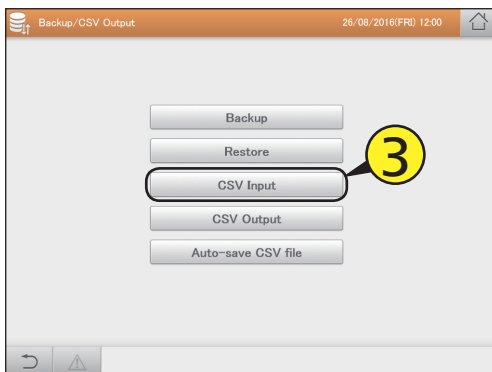 Backup/CSV Output 26/08/2016(FRI) 12:00
Backup
Restore
CSV Input
3
CSV Output
Auto-save CSV file